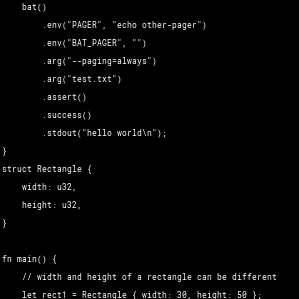 bat()
.env("PAGER", "echo other-pager")
.env("BAT_PAGER", "")
.arg("--paging=always")
.arg("test.txt")
.assert()
.success()
.stdout("hello world\n");
}
struct Rectangle {
width: u32,
height: u32,
}
fn main() {
// width and height of a rectangle can be different
let rect1 = Rectangle { width: 30, height: 50 };